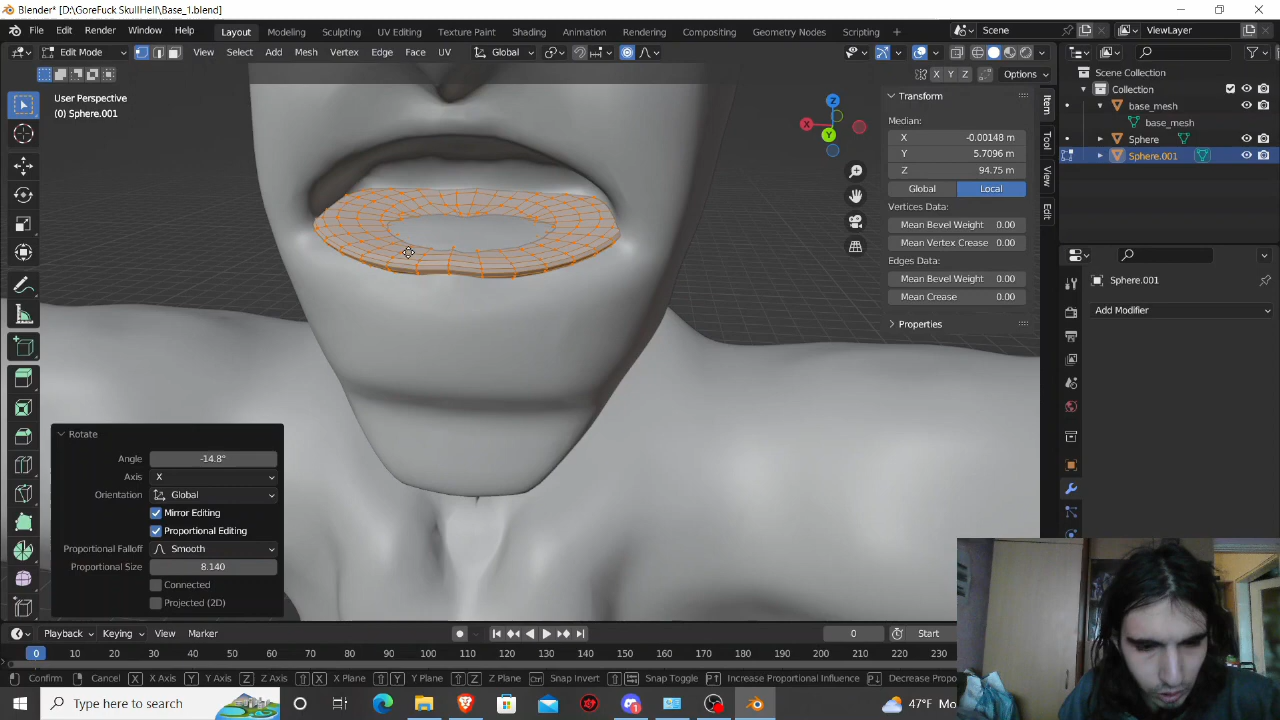 Blender* [D:\GoreFuck SkullHell\Base_1.blend]
File Edit Render Window Help Layout Modeling Sculpting UV Editing Texture Paint Shading Animation Rendering Compositing Geometry Nodes Scripting + Scene ViewLayer
Edit Mode View Select Add Mesh Vertex Edge Face UV Global
X Y Z Options
User Perspective
(0) Sphere.001
Transform
Median:
X -0.00148 m
Y 5.7096 m
Z 94.75 m
Global Local
Vertices Data:
Mean Bevel Weight 0.00
Mean Vertex Crease 0.00
Edges Data:
Mean Bevel Weight 0.00
Mean Crease 0.00
Properties
Item
Tool
View
Edit
Z
X
Y
Scene Collection
Collection
base_mesh
base_mesh
Sphere
Sphere.001
Sphere.001
Add Modifier
Rotate
Angle -14.8°
Axis X
Orientation Global
Mirror Editing
Proportional Editing
Proportional Falloff Smooth
Proportional Size 8.140
Connected
Projected (2D)
Playback Keying View Marker 0 Start
0 10 20 30 40 50 60 70 80 90 100 110 120 130 140 150 160 170 180 190 200 210 220 230
Confirm Cancel X X Axis Y Y Axis Z Z Axis X X Plane Y Y Plane Z Z Plane Ctrl Snap Invert Snap Toggle Increase Proportional Influence Decrease Propor
Type here to search 1 47°F Mo